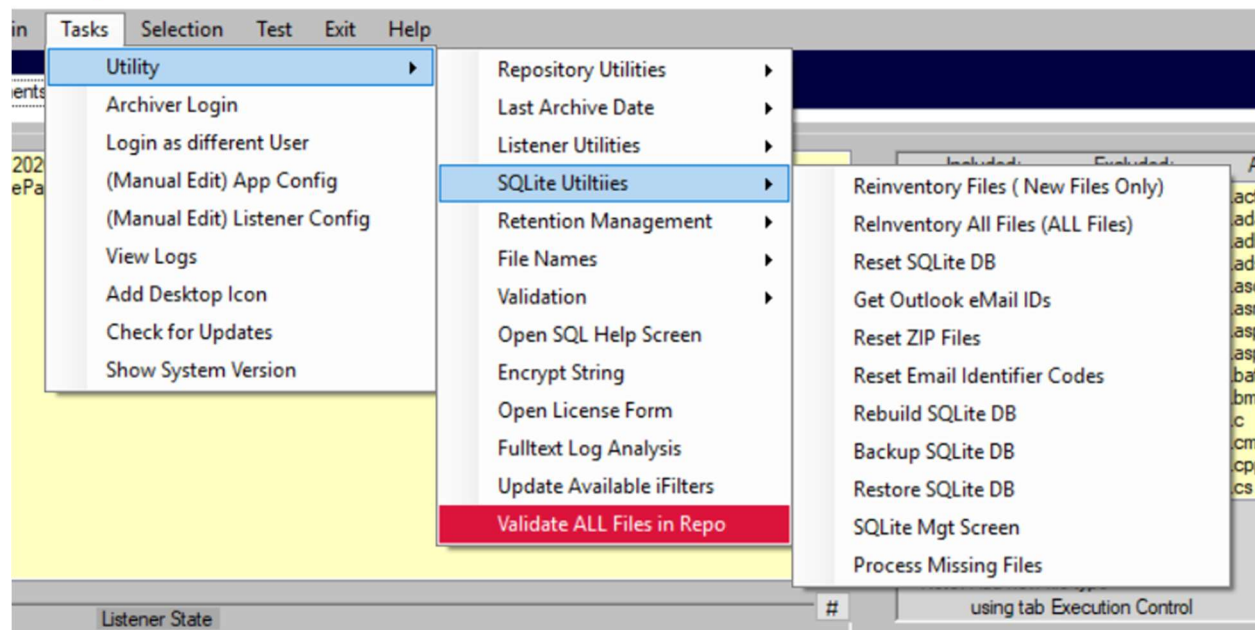 Tasks Selection Test Exit Help
Utility
Archiver Login
Login as different User
(Manual Edit) App Config
(Manual Edit) Listener Config
View Logs
Add Desktop Icon
Check for Updates
Show System Version
Repository Utilities
Last Archive Date
Listener Utilities
SQLite Utiltiies
Retention Management
File Names
Validation
Open SQL Help Screen
Encrypt String
Open License Form
Fulltext Log Analysis
Update Available iFilters
Validate ALL Files in Repo
Reinventory Files ( New Files Only)
ReInventory All Files (ALL Files)
Reset SQLite DB
Get Outlook eMail IDs
Reset ZIP Files
Reset Email Identifier Codes
Rebuild SQLite DB
Backup SQLite DB
Restore SQLite DB
SQLite Mgt Screen
Process Missing Files
.c
.cs
using tab Execution Control
#
Listener State